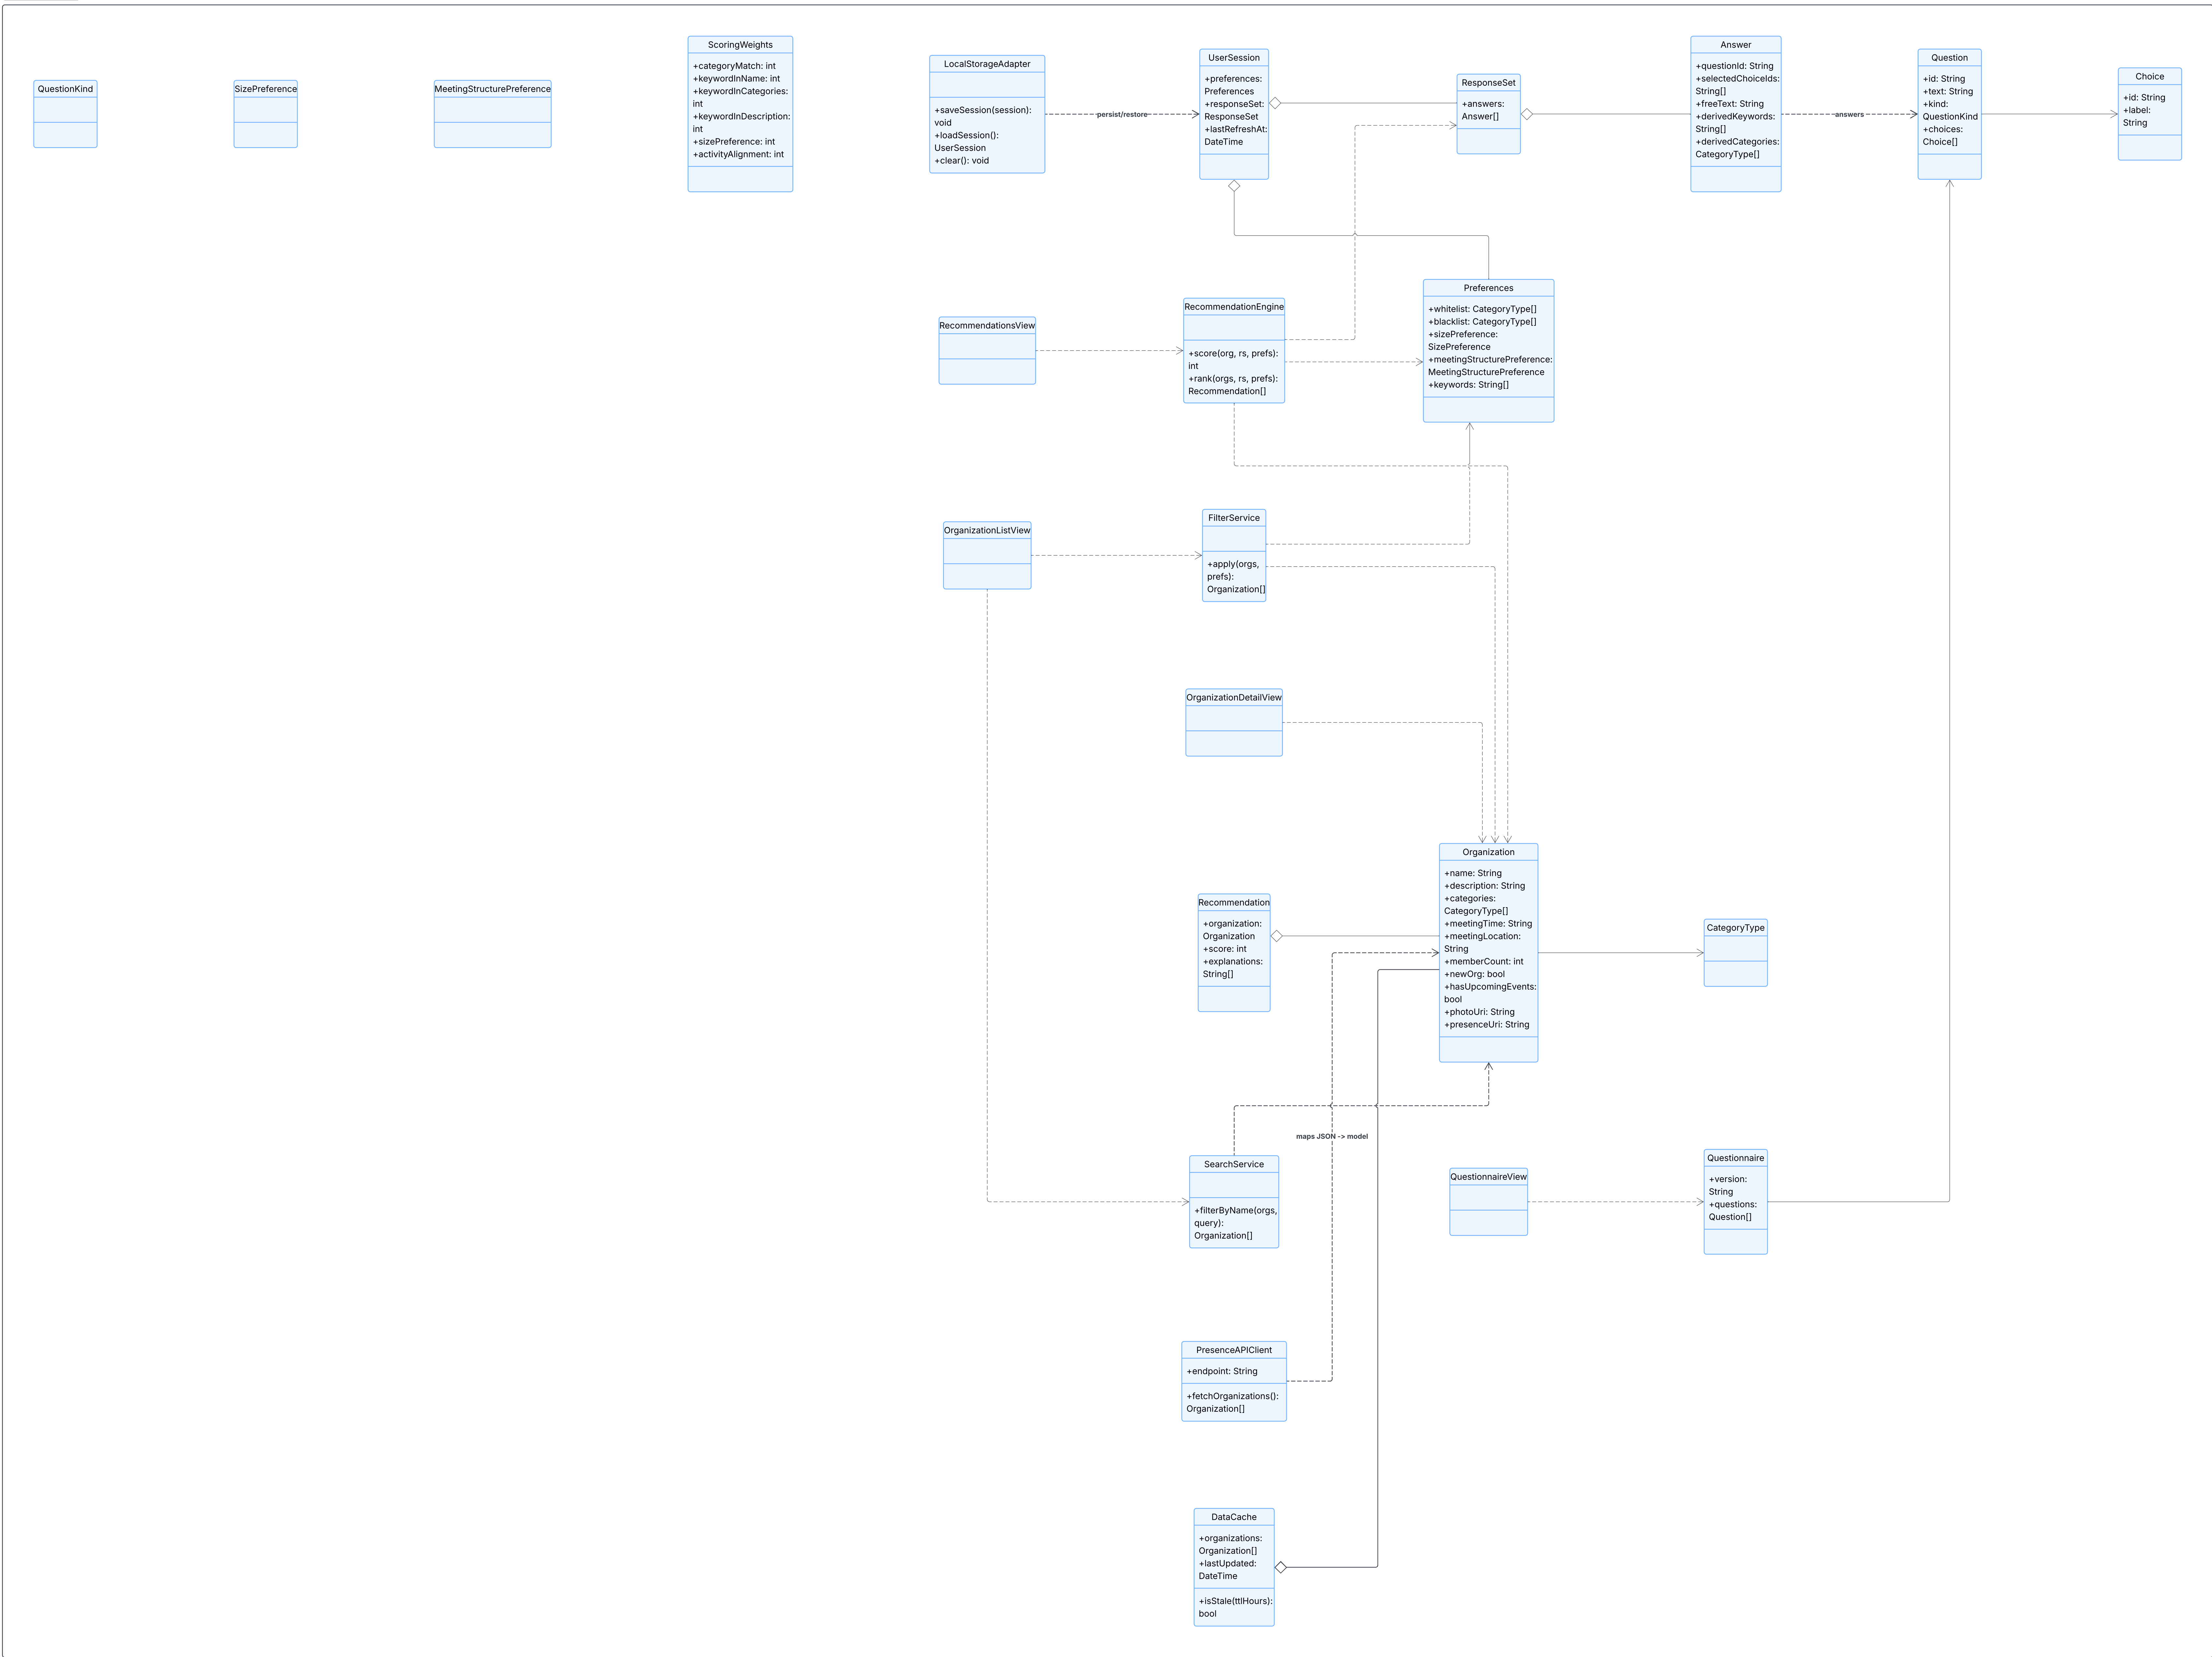 QuestionKind
SizePreference
MeetingStructurePreference
ScoringWeights
+categoryMatch: int
+keywordInName: int
+keywordInCategories:
int
+keywordInDescription:
int
+sizePreference: int
+activityAlignment: int
LocalStorageAdapter
+saveSession(session):
void
+loadSession():
UserSession
+clear(): void
persist/restore
UserSession
+preferences:
Preferences
+responseSet:
ResponseSet
+lastRefreshAt:
DateTime
ResponseSet
+answers:
Answer[]
Answer
+questionId: String
+selectedChoiceIds:
String[]
+freeText: String
+derivedKeywords:
String[]
+derivedCategories:
CategoryType[]
answers
Question
+id: String
+text: String
+kind:
QuestionKind
+choices:
Choice[]
Choice
+id: String
+label:
String
RecommendationsView
RecommendationEngine
+score(org, rs, prefs):
int
+rank(orgs, rs, prefs):
Recommendation[]
Preferences
+whitelist: CategoryType[]
+blacklist: CategoryType[]
+sizePreference:
SizePreference
+meetingStructurePreference:
MeetingStructurePreference
+keywords: String[]
OrganizationListView
FilterService
+apply(orgs,
prefs):
Organization[]
OrganizationDetailView
Organization
+name: String
+description: String
+categories:
CategoryType[]
+meetingTime: String
+meetingLocation:
String
+memberCount: int
+newOrg: bool
+hasUpcomingEvents:
bool
+photoUri: String
+presenceUri: String
Recommendation
+organization:
Organization
+score: int
+explanations:
String[]
CategoryType
maps JSON -> model
SearchService
+filterByName(orgs,
query):
Organization[]
QuestionnaireView
Questionnaire
+version:
String
+questions:
Question[]
PresenceAPIClient
+endpoint: String
+fetchOrganizations():
Organization[]
DataCache
+organizations:
Organization[]
+lastUpdated:
DateTime
+isStale(ttlHours):
bool